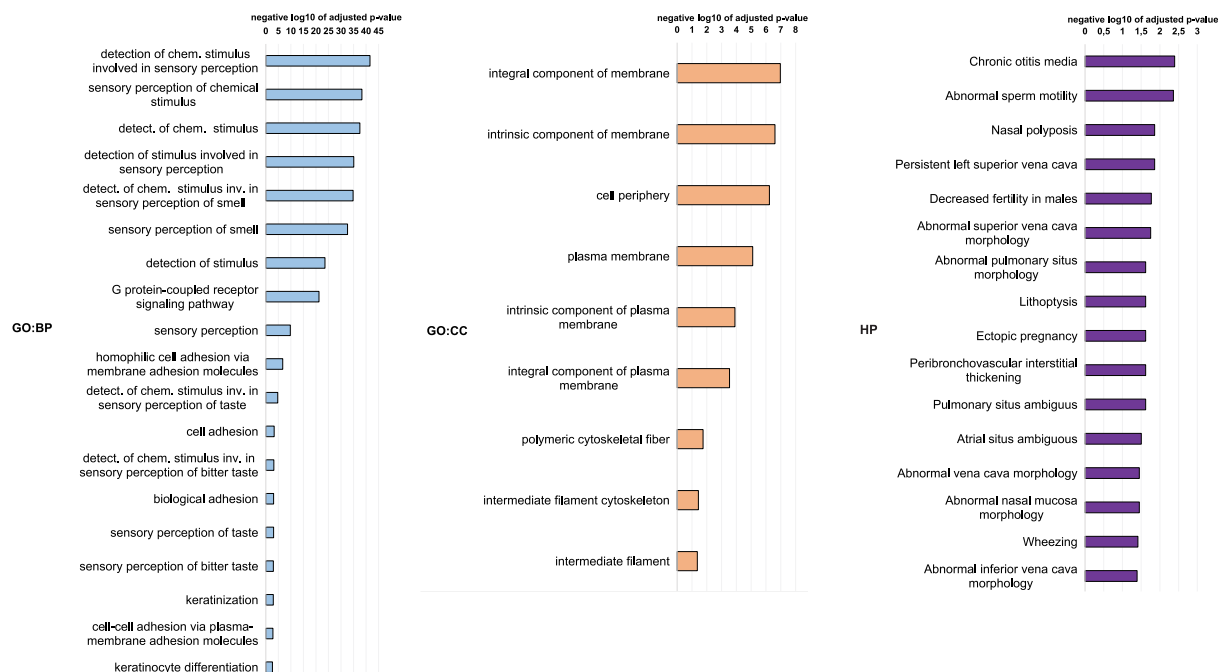 negative log10 of adjusted p-value
0 5 10 15 20 25 30 35 40 45
detection of chem. stimulus
involved in sensory perception
sensory perception of chemical
stimulus
detect. of chem. stimulus
detection of stimulus involved in
sensory perception
detect. of chem. stimulus inv. in
sensory perception of smell
sensory perception of smell
detection of stimulus
G protein-coupled receptor
signaling pathway
GO:BP
sensory perception
homophilic cell adhesion via
membrane adhesion molecules
detect. of chem. stimulus inv. in
sensory perception of taste
cell adhesion
detect. of chem. stimulus inv. in
sensory perception of bitter taste
biological adhesion
sensory perception of taste
sensory perception of bitter taste
keratinization
cell-cell adhesion via plasma-
membrane adhesion molecules
keratinocyte differentiation
negative log10 of adjusted p-value
0 1 2 3 4 5 6 7 8
integral component of membrane
intrinsic component of membrane
cell periphery
plasma membrane
intrinsic component of plasma
membrane
GO:CC
integral component of plasma
membrane
polymeric cytoskeletal fiber
intermediate filament cytoskeleton
intermediate filament
negative log10 of adjusted p-value
0 0,5 1 1,5 2 2,5 3
Chronic otitis media
Abnormal sperm motility
Nasal polyposis
Persistent left superior vena cava
Decreased fertility in males
Abnormal superior vena cava
morphology
Abnormal pulmonary situs
morphology
Lithoptysis
HP
Ectopic pregnancy
Peribronchovascular interstitial
thickening
Pulmonary situs ambiguus
Atrial situs ambiguous
Abnormal vena cava morphology
Abnormal nasal mucosa
morphology
Wheezing
Abnormal inferior vena cava
morphology